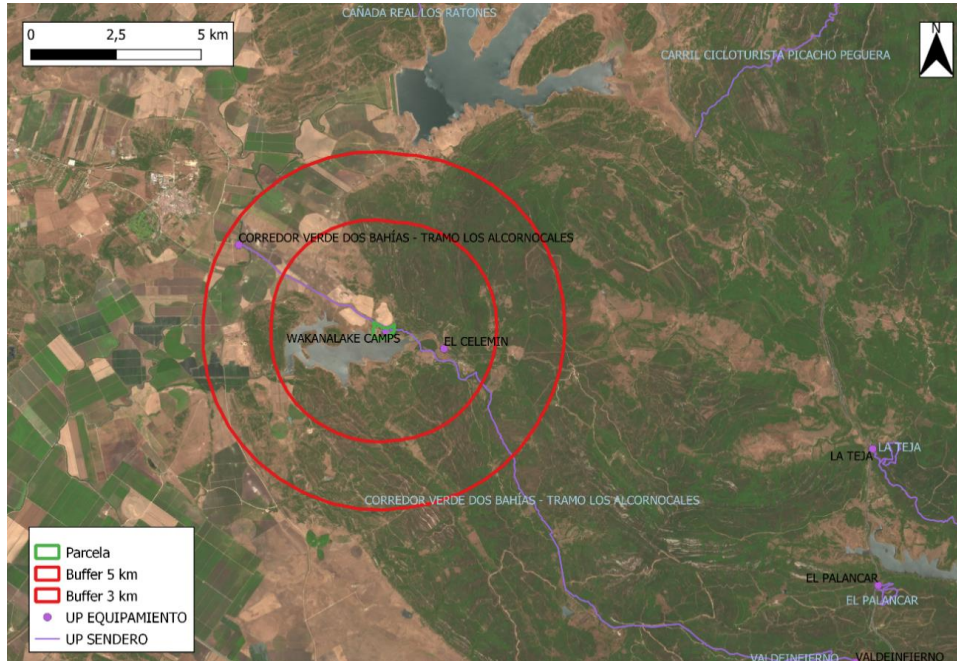 CAÑADA REAL LOS RATONES
0 2,5 5 km
N
CARRIL CICLOTURISTA PICACHO PEGUERA
CORREDOR VERDE DOS BAHÍAS - TRAMO LOS ALCORNOCALES
WAKANALAKE CAMPS
EL CELEMIN
LA TEJA
LA TEJA
CORREDOR VERDE DOS BAHÍAS - TRAMO LOS ALCORNOCALES
EL PALANCAR
EL PALANCAR
VALDEINFIERNO
VALDEINFIERNO
Parcela
Buffer 5 km
Buffer 3 km
UP EQUIPAMIENTO
UP SENDERO